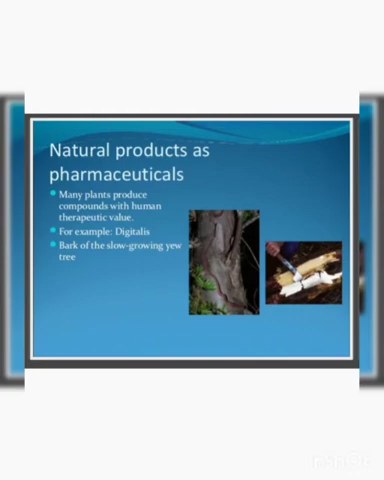 Natural products as
pharmaceuticals
Many plants produce
compounds with human
therapeutic value.
For example: Digitalis
Bark of the slow-growing yew
tree